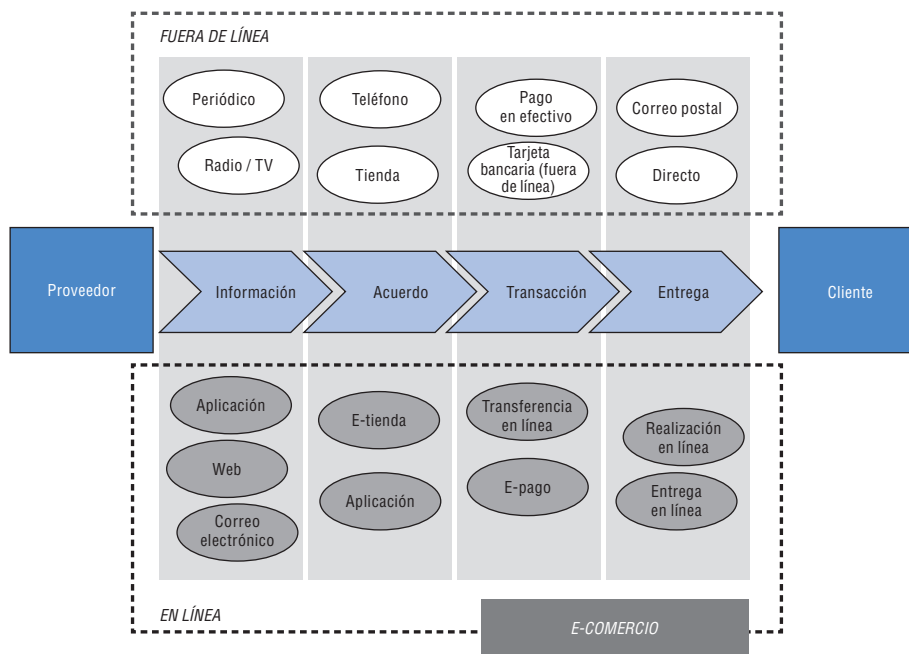 FUERA DE LÍNEA
Periódico
Radio / TV
Teléfono
Tienda
Pago
en efectivo
Tarjeta
bancaria (fuera
de línea)
Correo postal
Directo
Proveedor
Información
Acuerdo
Transacción
Entrega
Cliente
Aplicación
Web
Correo
electrónico
E-tienda
Aplicación
Transferencia
en línea
E-pago
Realización
en línea
Entrega
en línea
EN LÍNEA
E-COMERCIO